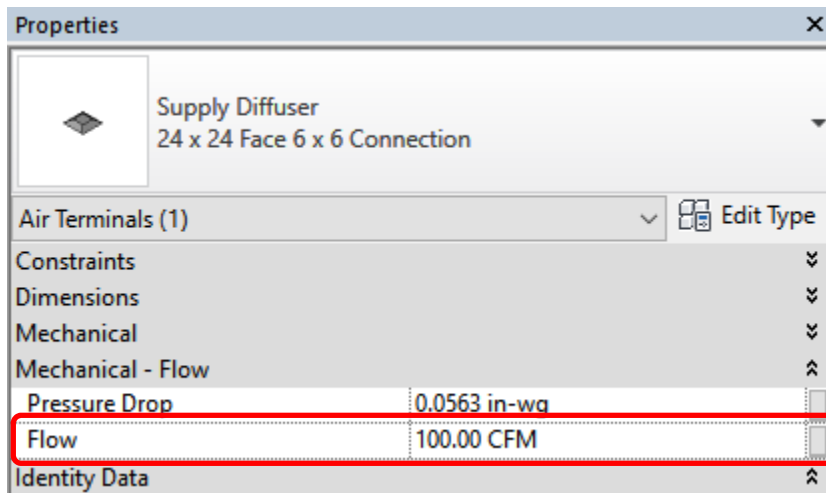 Properties
Supply Diffuser
24 x 24 Face 6 x 6 Connection
Air Terminals (1)
Edit Type
Constraints
Dimensions
Mechanical
Mechanical - Flow
Pressure Drop 0.0563 in-wg
Flow 100.00 CFM
Identity Data